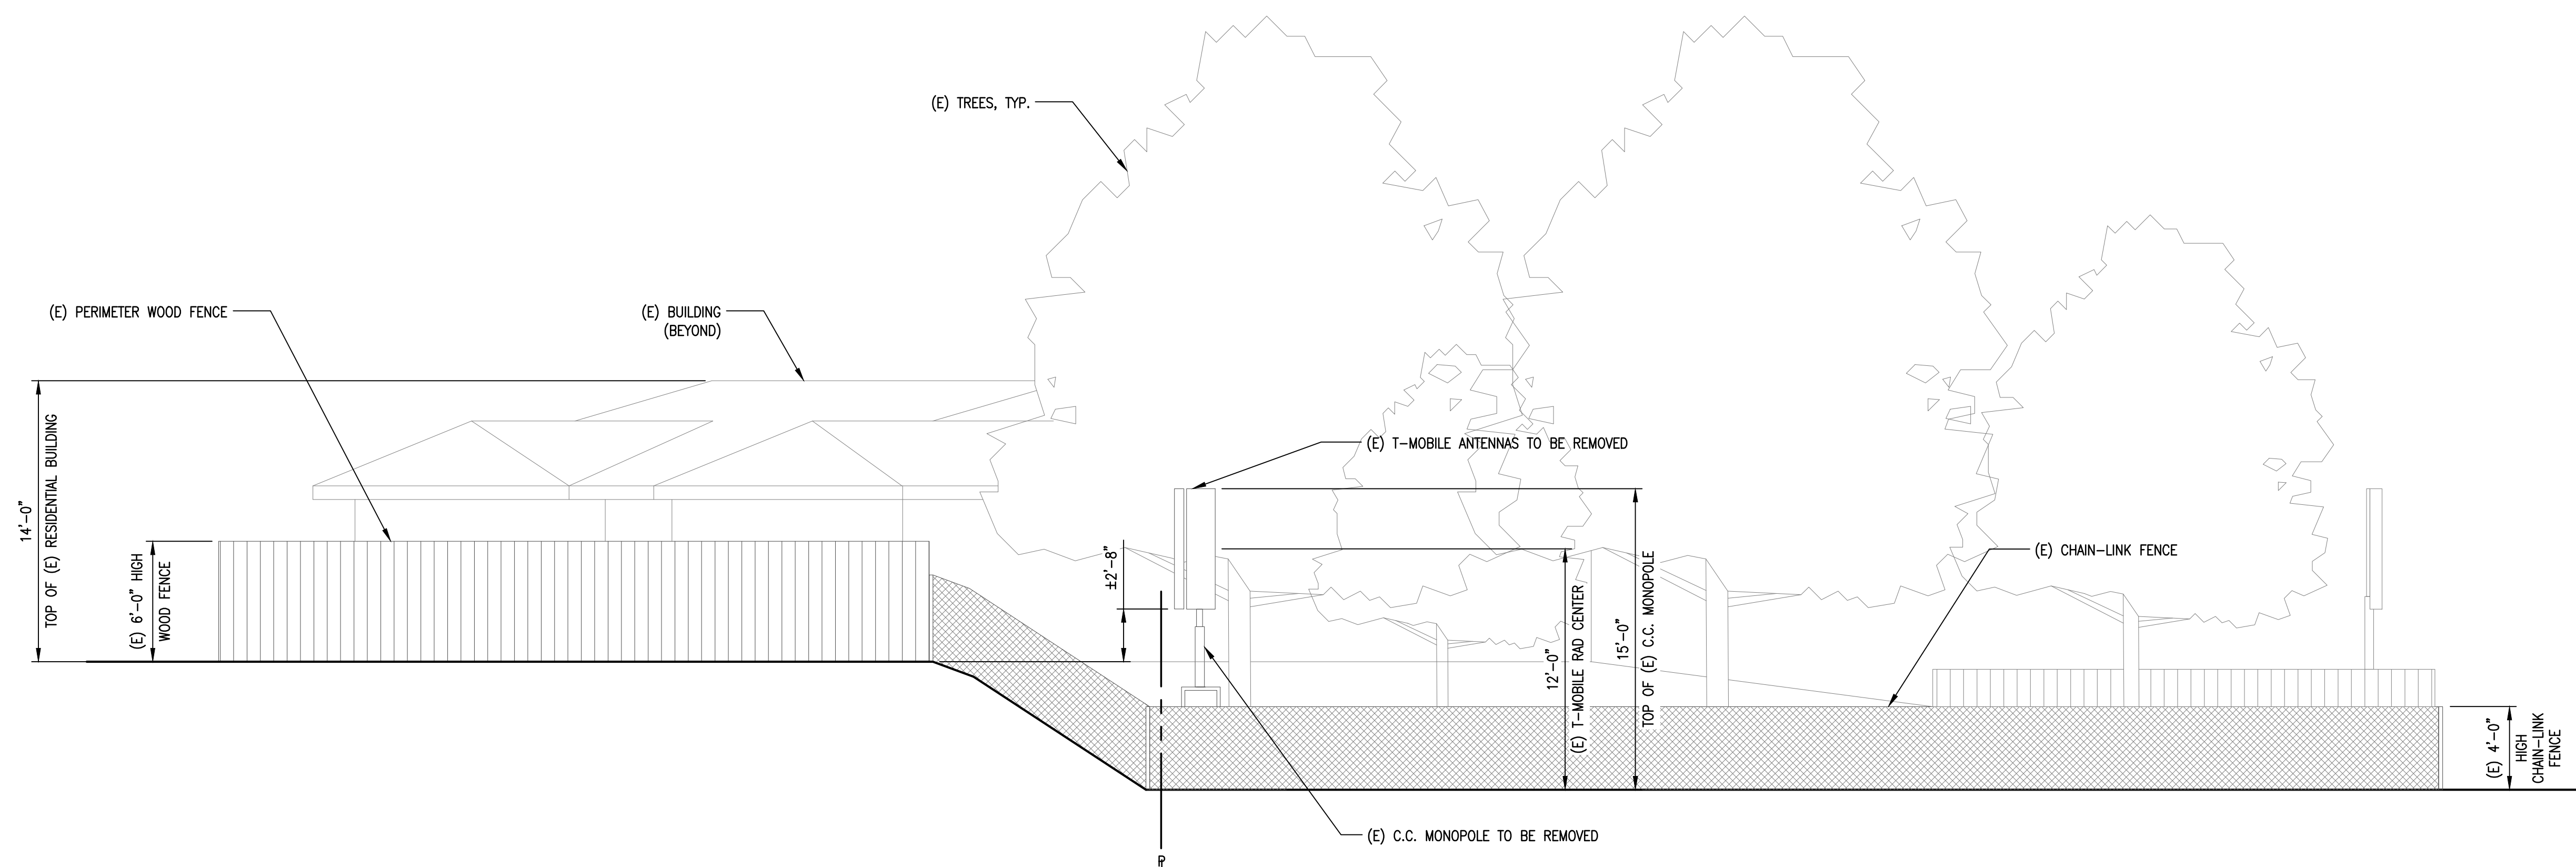 (E) TREES, TYP.
(E) PERIMETER WOOD FENCE
(E) BUILDING
(BEYOND)
(E) T-MOBILE ANTENNAS TO BE REMOVED
14'-0"
TOP OF (E) RESIDENTIAL BUILDING
(E) 6'-0" HIGH
WOOD FENCE
±2'-8"
12'-0"
(E) T-MOBILE RAD CENTER
15'-0"
TOP OF (E) C.C. MONOPOLE
(E) CHAIN-LINK FENCE
(E) 4'-0"
HIGH
CHAIN-LINK
FENCE
(E) C.C. MONOPOLE TO BE REMOVED
PL